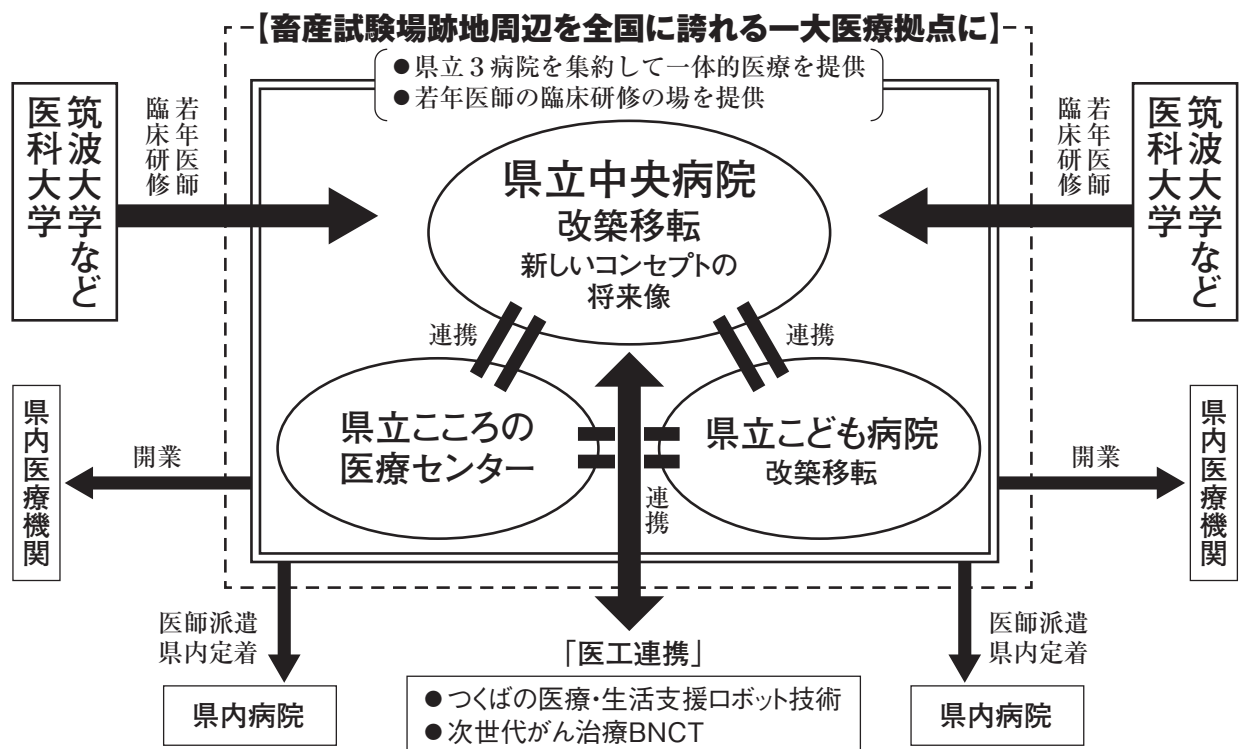 【畜産試験場跡地周辺を全国に誇れる一大医療拠点に】
●県立3病院を集約して一体的医療を提供
●若年医師の臨床研修の場を提供
筑波大学など
医科大学
若年医師
臨床研修
県立中央病院
改築移転
新しいコンセプトの
将来像
若年医師
臨床研修
筑波大学など
医科大学
連携
連携
県立こころの
医療センター
県立こども病院
改築移転
連携
県内医療機関
開業
開業
県内医療機関
医師派遣
県内定着
県内病院
「医工連携」
●つくばの医療・生活支援ロボット技術
●次世代がん治療BNCT
医師派遣
県内定着
県内病院